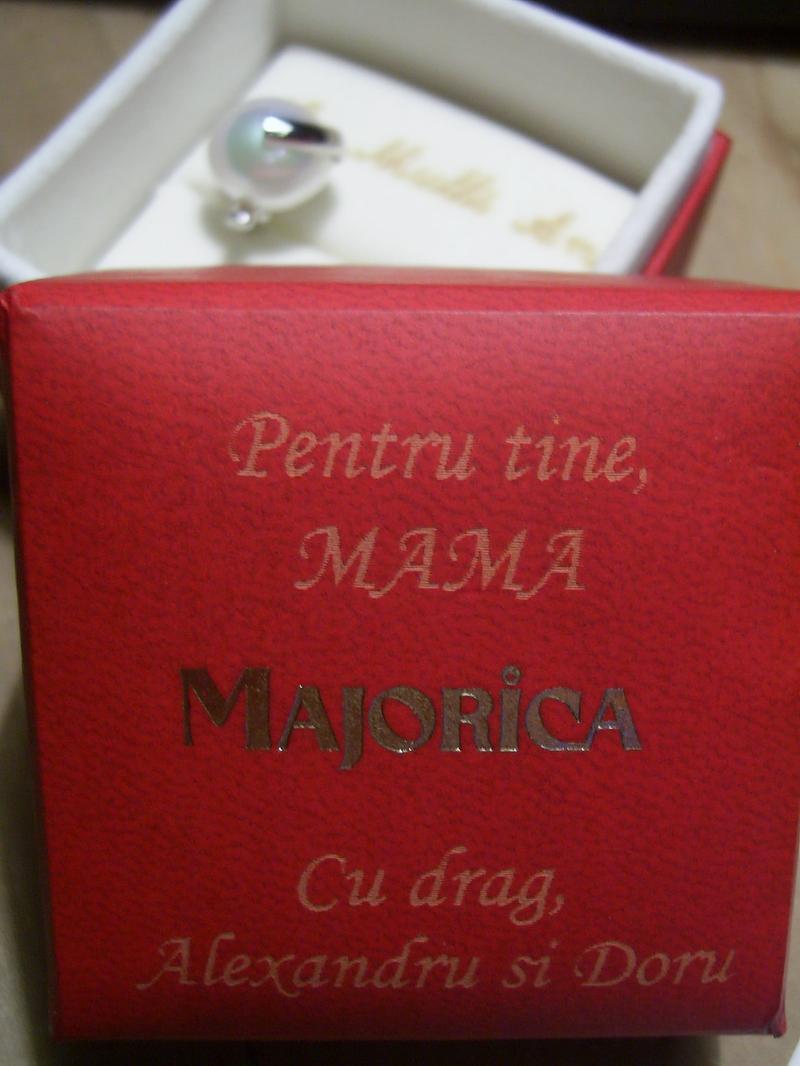 Pentru tine,
MAMA
MAJORICA
Cu drag,
Alexandru si Doru